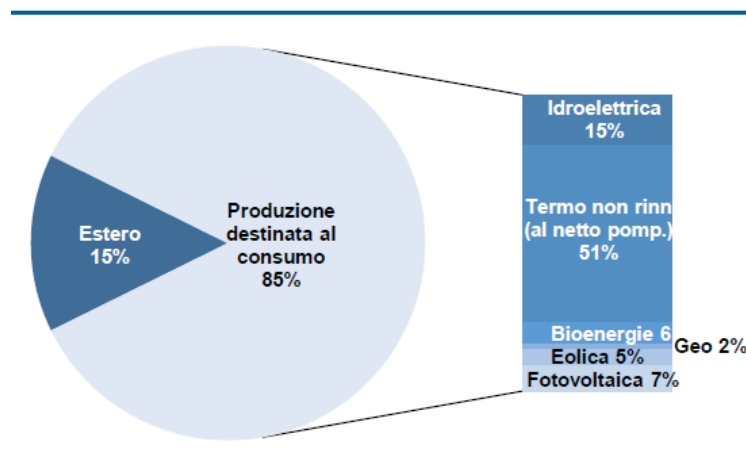 Estero
15%
Produzione
destinata al
consumo
85%
Idroelettrica
15%
Termo non rinn
(al netto pomp.)
51%
Bioenergie 6
Geo 2%
Eolica 5%
Fotovoltaica 7%